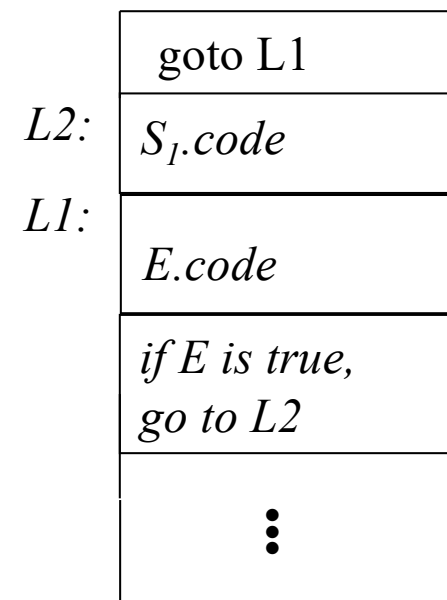 goto L1
L2: S₁.code
L1:
E.code
if E is true,
go to L2